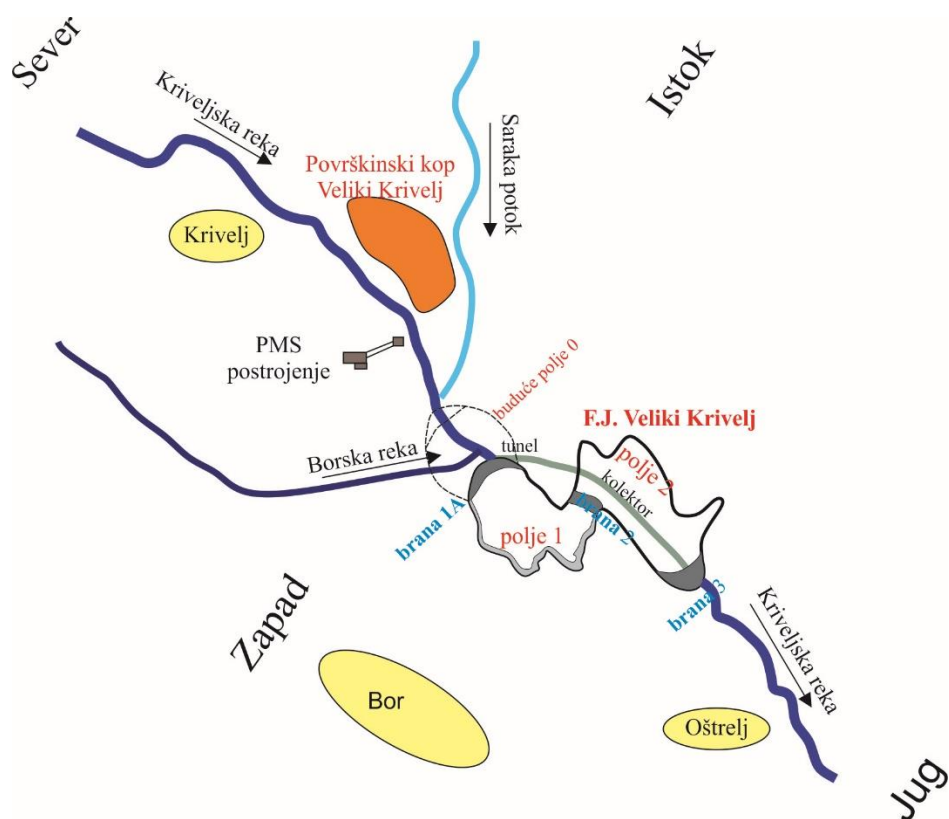 Sever
Istok
Kriveljska reka
Saraka potok
Površinski kop
Veliki Krivelj
Krivelj
PMS
postrojenje
buduće polje 0
F.J. Veliki Krivelj
Borska reka
tunel
polje 2
kolektor
brana 1A
polje 1
brana 2
brana 3
Zapad
Kriveljska reka
Bor
Oštrelj
Jug